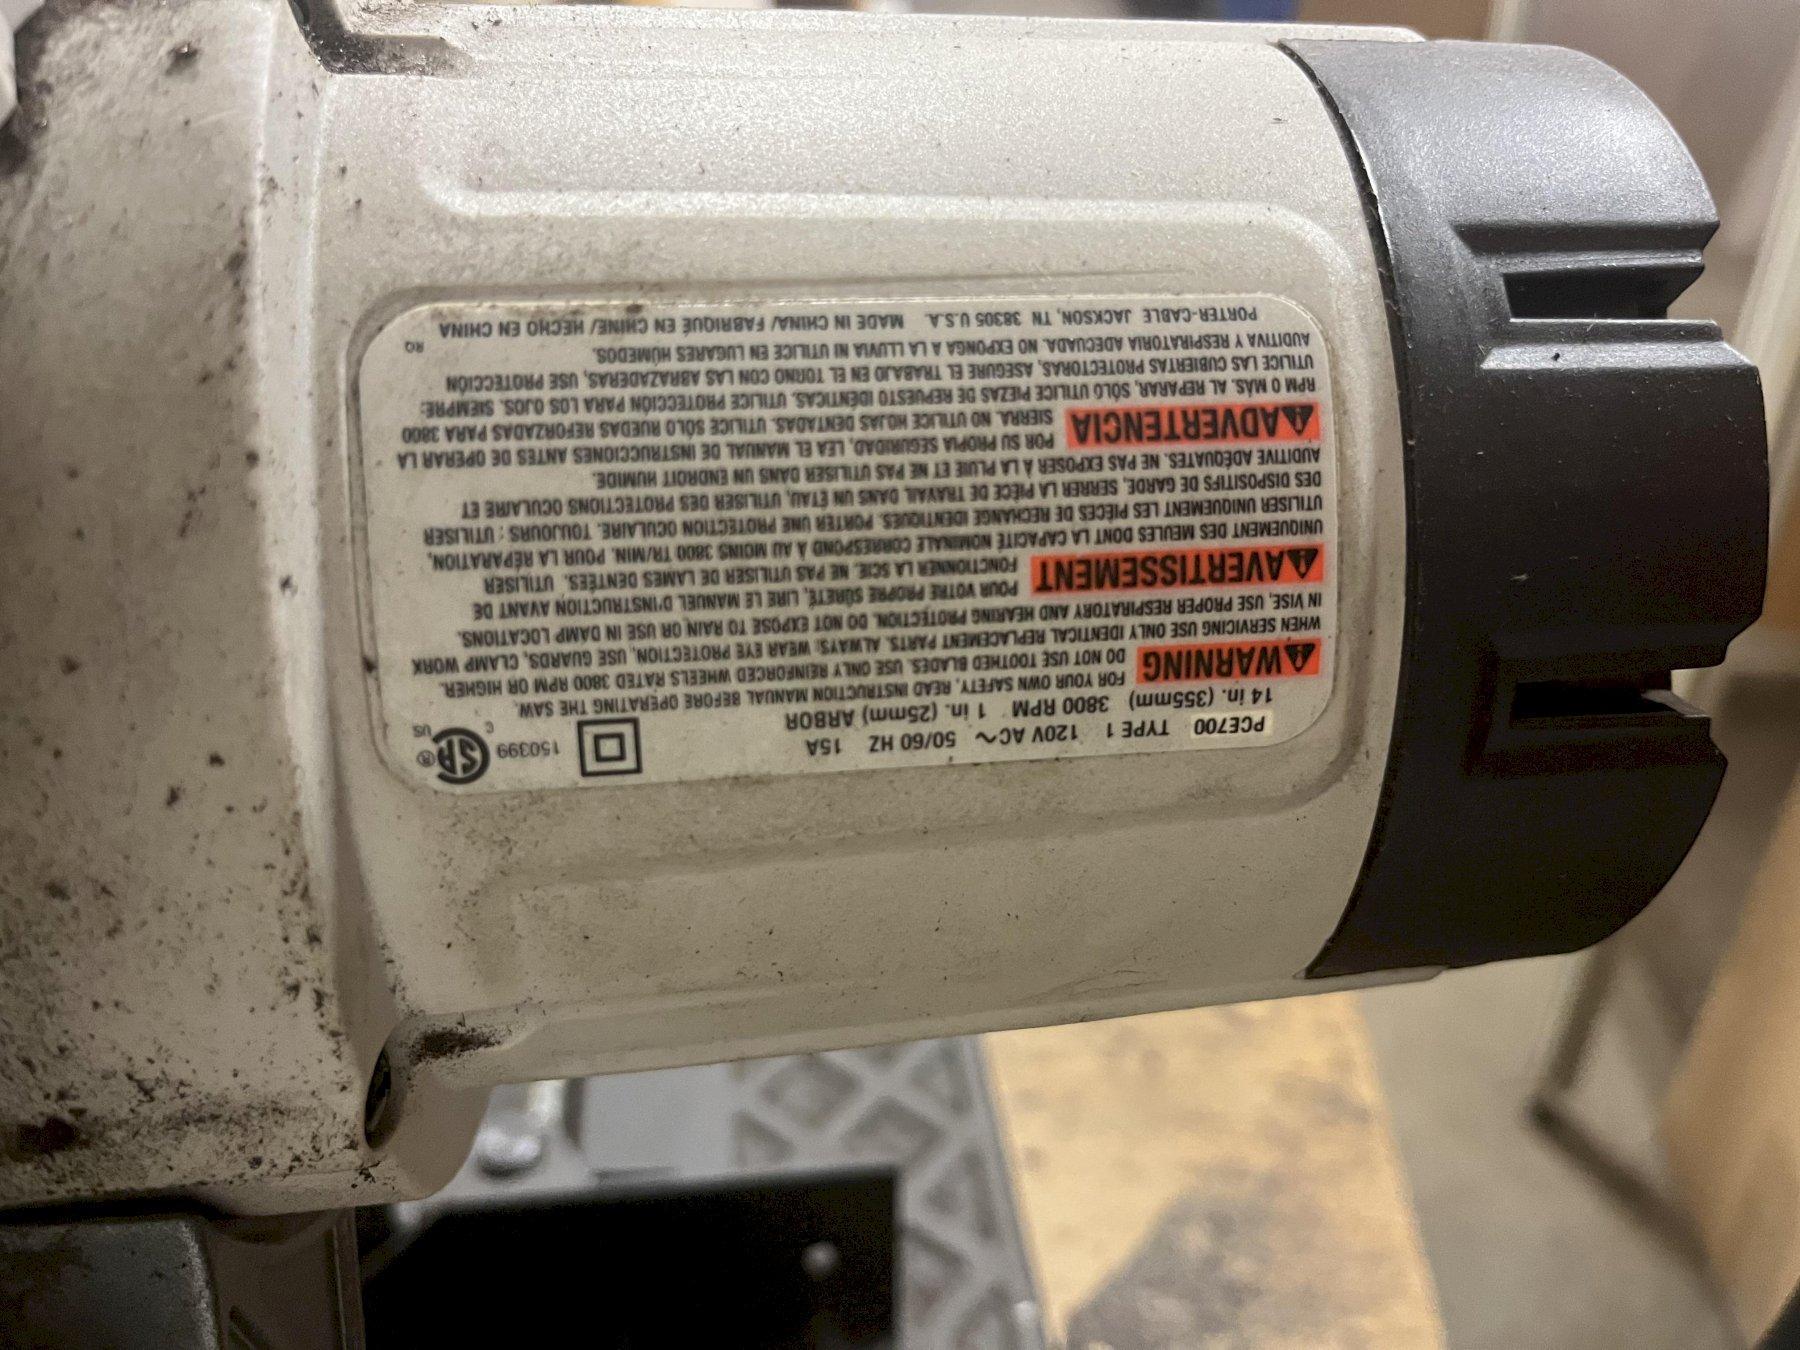 PCE700 TYPE 1 120V AC~ 50/60 HZ 15A
14 in. (355mm) 3800 RPM 1 in. (25mm) ARBOR
150399
C SA ® US
⚠WARNING FOR YOUR OWN SAFETY, READ INSTRUCTION MANUAL BEFORE OPERATING THE SAW.
DO NOT USE TOOTHED BLADES. USE ONLY REINFORCED WHEELS RATED 3800 RPM OR HIGHER.
WHEN SERVICING USE ONLY IDENTICAL REPLACEMENT PARTS. ALWAYS: WEAR EYE PROTECTION, USE GUARDS, CLAMP WORK
IN VISE, USE PROPER RESPIRATORY AND HEARING PROTECTION. DO NOT EXPOSE TO RAIN OR USE IN DAMP LOCATIONS.
⚠AVERTISSEMENT POUR VOTRE PROPRE SÛRETÉ, LIRE LE MANUEL D'INSTRUCTION AVANT DE
FONCTIONNER LA SCIE. NE PAS UTILISER DE LAMES DENTÉES. UTILISER
UNIQUEMENT DES MEULES DONT LA CAPACITÉ NOMINALE CORRESPOND À AU MOINS 3800 TR/MIN. POUR LA RÉPARATION,
UTILISER UNIQUEMENT LES PIÈCES DE RECHANGE IDENTIQUES. PORTER UNE PROTECTION OCULAIRE. TOUJOURS : UTILISER
DES DISPOSITIFS DE GARDE, SERRER LA PIÈCE DE TRAVAIL DANS UN ÉTAU, UTILISER DES PROTECTIONS OCULAIRE ET
AUDITIVE ADÉQUATES. NE PAS EXPOSER À LA PLUIE ET NE PAS UTILISER DANS UN ENDROIT HUMIDE.
⚠ADVERTENCIA POR SU PROPIA SEGURIDAD, LEA EL MANUAL DE INSTRUCCIONES ANTES DE OPERAR LA
SIERRA. NO UTILICE HOJAS DENTADAS. UTILICE SÓLO RUEDAS REFORZADAS PARA 3800
RPM O MÁS. AL REPARAR, SÓLO UTILICE PIEZAS DE REPUESTO IDÉNTICAS. UTILICE PROTECCIÓN PARA LOS OJOS. SIEMPRE:
UTILICE LAS CUBIERTAS PROTECTORAS, ASEGURE EL TRABAJO EN EL TORNO CON LAS ABRAZADERAS, USE PROTECCIÓN
AUDITIVA Y RESPIRATORIA ADECUADA. NO EXPONGA A LA LLUVIA NI UTILICE EN LUGARES HÚMEDOS.
RQ
PORTER-CABLE JACKSON, TN 38305 U.S.A. MADE IN CHINA/ FABRIQUÉ EN CHINE/ HECHO EN CHINA